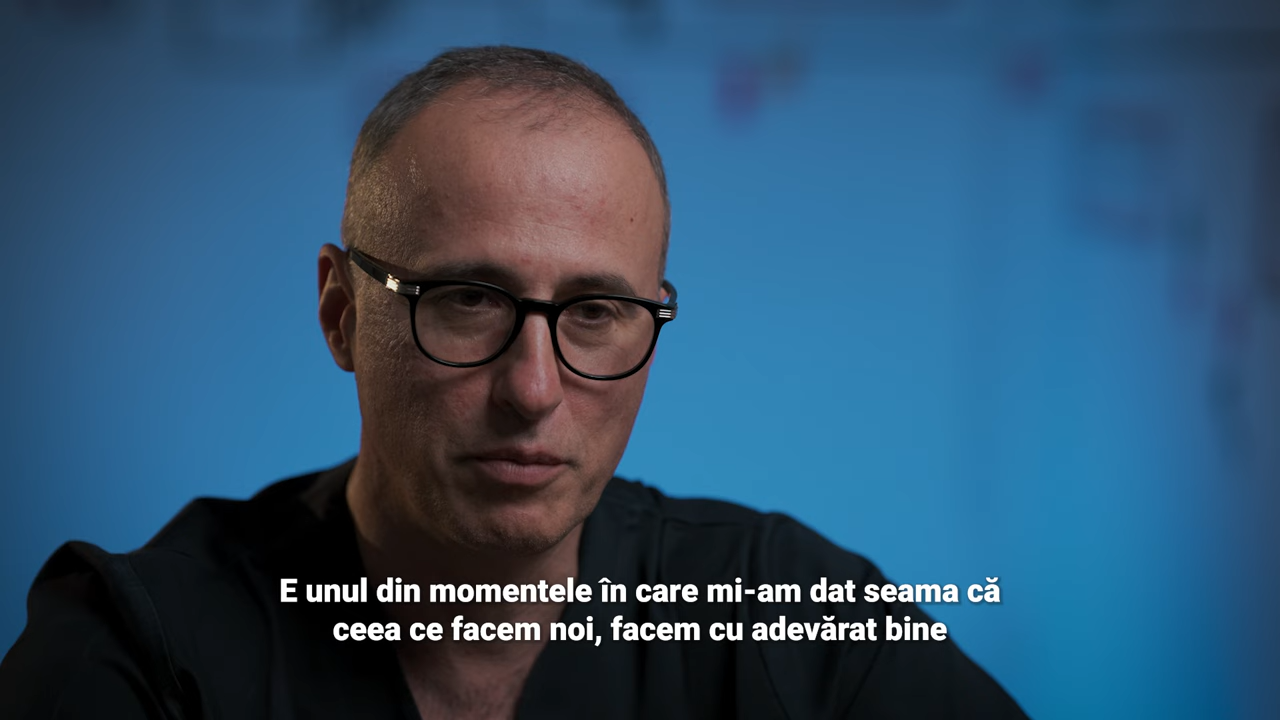 E unul din momentele în care mi-am dat seama că
ceea ce facem noi, facem cu adevărat bine